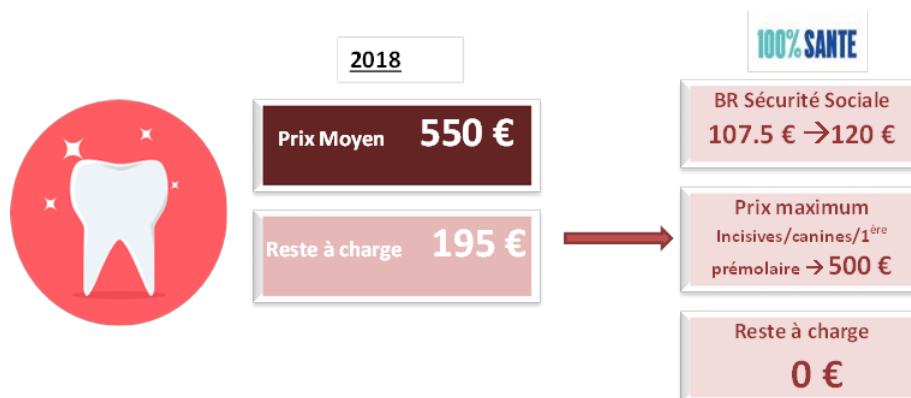 2018
Prix Moyen 550 €
Reste à charge 195 €
100% SANTE
BR Sécurité Sociale
107.5 € →120 €
Prix maximum
Incisives/canines/1ère
prémolaire → 500 €
Reste à charge
0 €